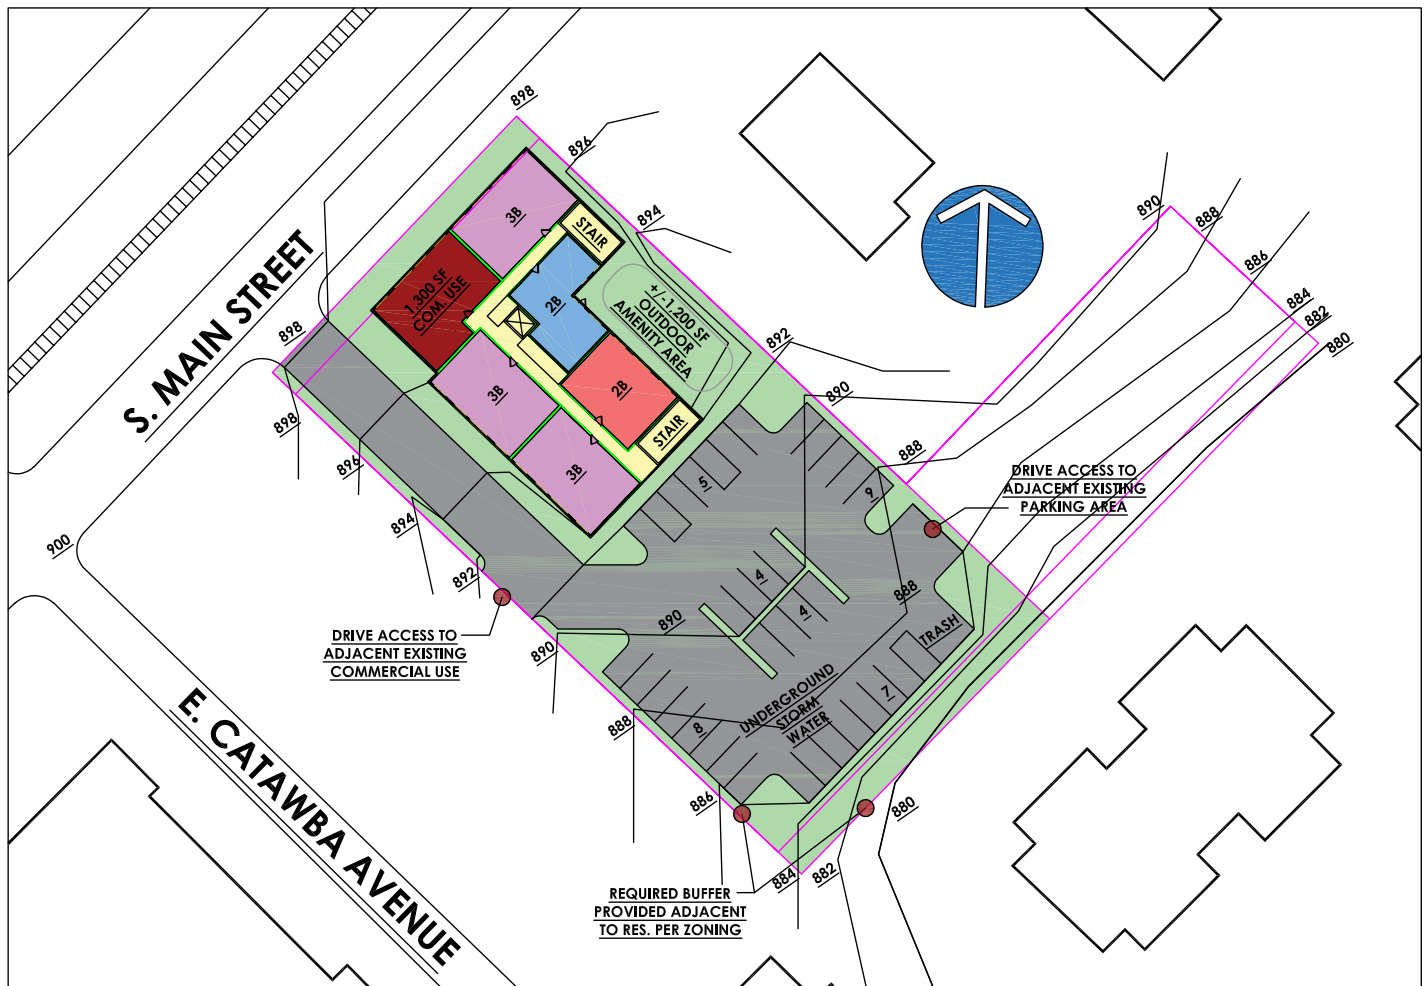 898
896
894
892
890
888
890
888
886
884
882
880
S. MAIN STREET
898
898
896
894
892
890
888
886
884
882
880
900
3B
STAIR
1,300 SF
COM. USE
2B
+/-1,200 SF
OUTDOOR
AMENITY AREA
3B
2B
STAIR
3B
5
9
DRIVE ACCESS TO
ADJACENT EXISTING
PARKING AREA
4
4
888
890
TRASH
7
UNDERGROUND
STORM
WATER
8
DRIVE ACCESS TO
ADJACENT EXISTING
COMMERCIAL USE
E. CATAWBA AVENUE
REQUIRED BUFFER
PROVIDED ADJACENT
TO RES. PER ZONING